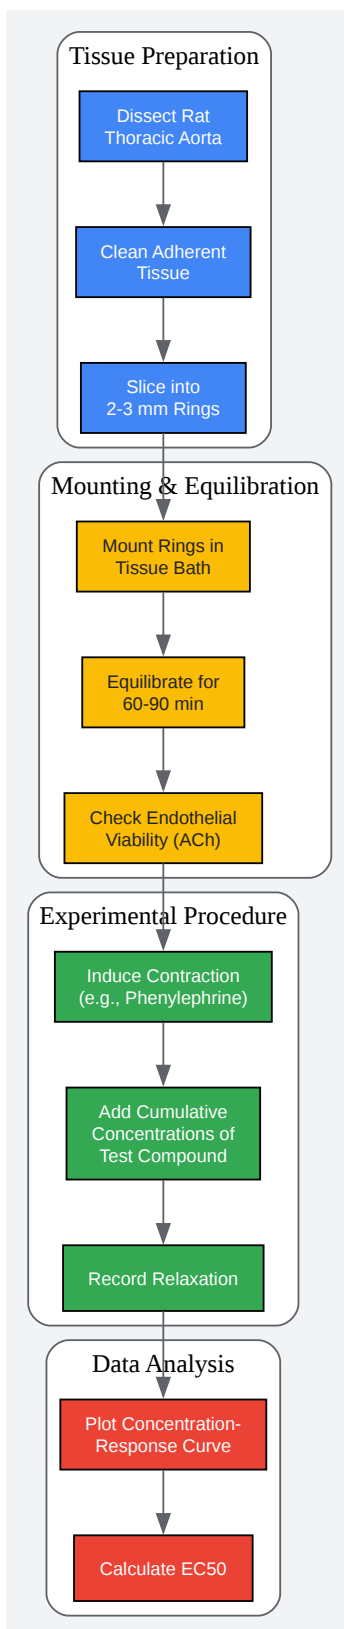 Tissue Preparation
Dissect Rat
Thoracic Aorta
Clean Adherent
Tissue
Slice into
2-3 mm Rings
Mounting & Equilibration
Mount Rings in
Tissue Bath
Equilibrate for
60-90 min
Check Endothelial
Viability (ACh)
Experimental Procedure
Induce Contraction
(e.g., Phenylephrine)
Add Cumulative
Concentrations of
Test Compound
Record Relaxation
Data Analysis
Plot Concentration-
Response Curve
Calculate EC50